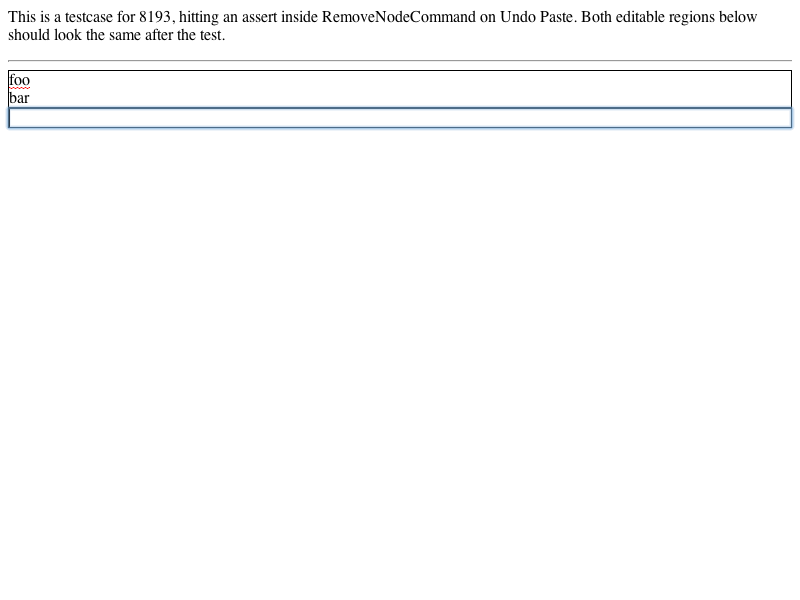 This is a testcase for 8193, hitting an assert inside RemoveNodeCommand on Undo Paste. Both editable regions below
should look the same after the test.
foo
bar